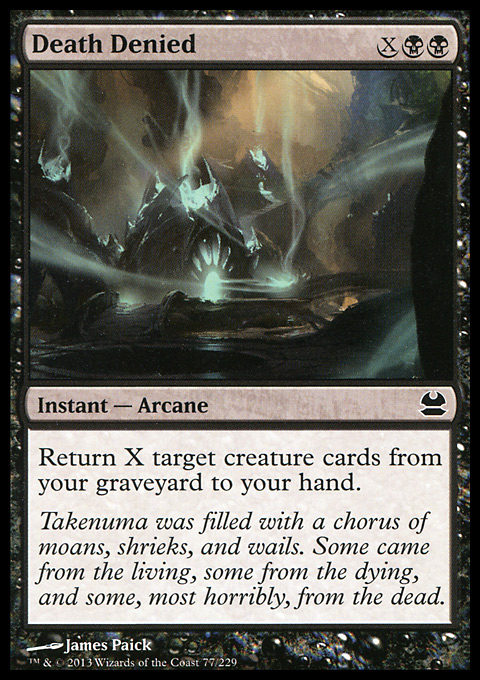 Death Denied X
Instant — Arcane
Return X target creature cards from
your graveyard to your hand.
Takenuma was filled with a chorus of
moans, shrieks, and wails. Some came
from the living, some from the dying,
and some, most horribly, from the dead.
James Paick
™ & © 2013 Wizards of the Coast 77/229